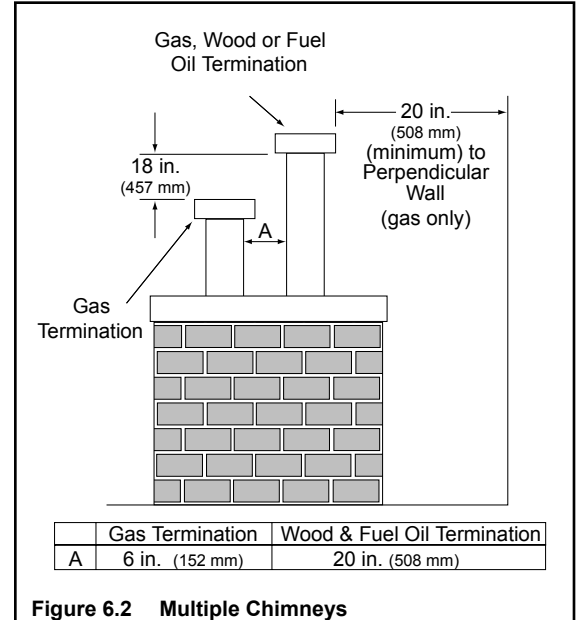 Gas, Wood or Fuel
Oil Termination
20 in.
(508 mm)
(minimum) to
Perpendicular
Wall
(gas only)
18 in.
(457 mm)
A
Gas
Termination
Gas Termination Wood & Fuel Oil Termination
A 6 in. (152 mm) 20 in. (508 mm)
Figure 6.2 Multiple Chimneys